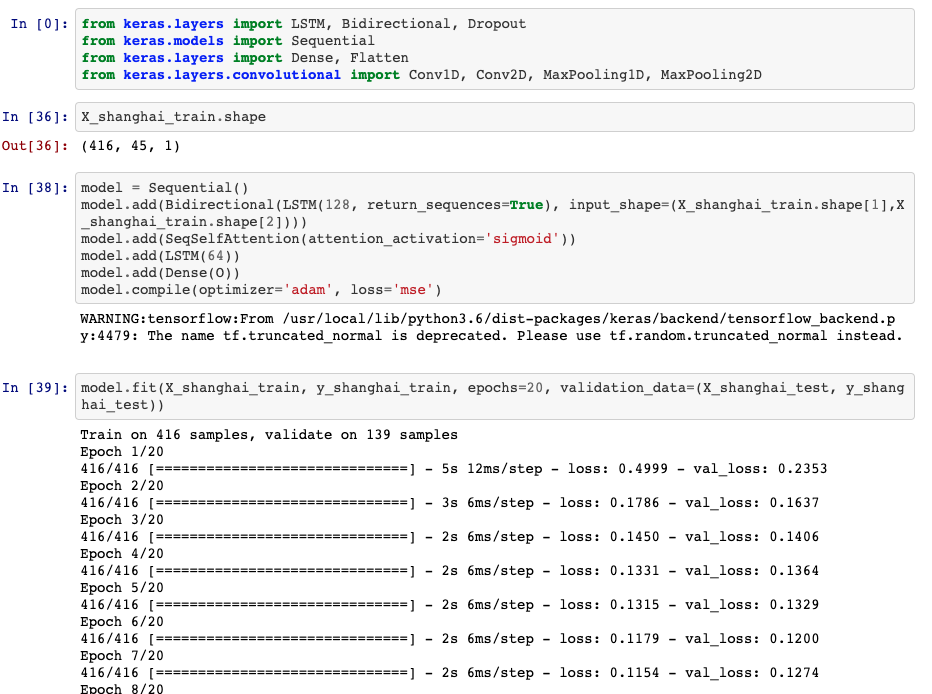 In [0]: from keras.layers import LSTM, Bidirectional, Dropout
from keras.models import Sequential
from keras.layers import Dense, Flatten
from keras.layers.convolutional import Conv1D, Conv2D, MaxPooling1D, MaxPooling2D
In [36]: X_shanghai_train.shape
Out[36]: (416, 45, 1)
In [38]: model = Sequential()
model.add(Bidirectional(LSTM(128, return_sequences=True), input_shape=(X_shanghai_train.shape[1],X
_shanghai_train.shape[2])))
model.add(SeqSelfAttention(attention_activation='sigmoid'))
model.add(LSTM(64))
model.add(Dense(O))
model.compile(optimizer='adam', loss='mse')
WARNING:tensorflow:From /usr/local/lib/python3.6/dist-packages/keras/backend/tensorflow_backend.p
y:4479: The name tf.truncated_normal is deprecated. Please use tf.random.truncated_normal instead.
In [39]: model.fit(X_shanghai_train, y_shanghai_train, epochs=20, validation_data=(X_shanghai_test, y_shang
hai_test))
Train on 416 samples, validate on 139 samples
Epoch 1/20
416/416 [==============================] - 5s 12ms/step - loss: 0.4999 - val_loss: 0.2353
Epoch 2/20
416/416 [==============================] - 3s 6ms/step - loss: 0.1786 - val_loss: 0.1637
Epoch 3/20
416/416 [==============================] - 2s 6ms/step - loss: 0.1450 - val_loss: 0.1406
Epoch 4/20
416/416 [==============================] - 2s 6ms/step - loss: 0.1331 - val_loss: 0.1364
Epoch 5/20
416/416 [==============================] - 2s 6ms/step - loss: 0.1315 - val_loss: 0.1329
Epoch 6/20
416/416 [==============================] - 2s 6ms/step - loss: 0.1179 - val_loss: 0.1200
Epoch 7/20
416/416 [==============================] - 2s 6ms/step - loss: 0.1154 - val_loss: 0.1274
Epoch 8/20